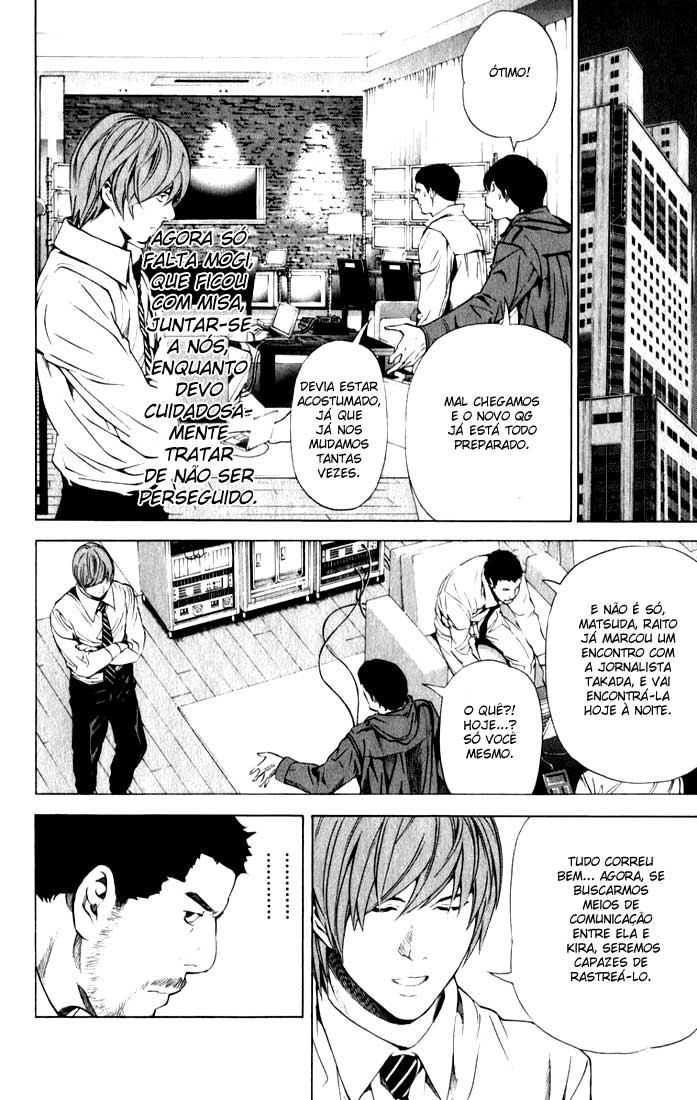 ÓTIMO!
MAL CHEGAMOS
E O NOVO QG
JÁ ESTÁ TODO
PREPARADO.
DEVIA ESTAR
ACOSTUMADO,
JÁ QUE
JÁ NOS
MUDAMOS
TANTAS
VEZES.
AGORA SÓ
FALTA MOGI,
QUE FICOU
COM MISA,
JUNTAR-SE
A NÓS,
ENQUANTO
DEVO
CUIDADOSA-
MENTE
TRATAR
DE NÃO SER
PERSEGUIDO.
E NÃO É SÓ,
MATSUDA, RAITO
JÁ MARCOU UM
ENCONTRO COM
A JORNALISTA
TAKADA, E VAI
ENCONTRÁ-LA
HOJE À NOITE.
O QUÊ?!
HOJE...?
SÓ VOCÊ
MESMO.
TUDO CORREU
BEM... AGORA, SE
BUSCARMOS
MEIOS DE
COMUNICAÇÃO
ENTRE ELA E
KIRA, SEREMOS
CAPAZES DE
RASTREÁ-LO.